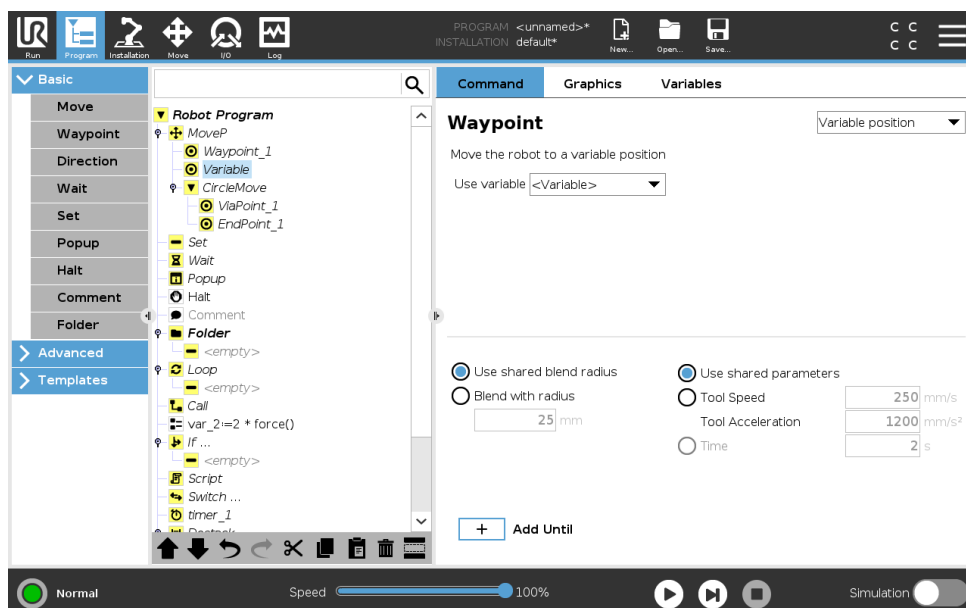 PROGRAM <unnamed>*
INSTALLATION default*
UR
Run
Program
Installation
Move
I/O
Log
New...
Open...
Save...
C C
C C
Basic
Move
Waypoint
Direction
Wait
Set
Popup
Halt
Comment
Folder
Advanced
Templates
Robot Program
MoveP
Waypoint_1
Variable
CircleMove
ViaPoint_1
EndPoint_1
Set
Wait
Popup
Halt
Comment
Folder
<empty>
Loop
<empty>
Call
var_2:=2 * force()
If ...
<empty>
Script
Switch ...
timer_1
Command
Graphics
Variables
Waypoint
Variable position
Move the robot to a variable position
Use variable <Variable>
Use shared blend radius
Blend with radius
25 mm
Use shared parameters
Tool Speed 250 mm/s
Tool Acceleration 1200 mm/s²
Time 2 s
+ Add Until
Normal
Speed 100%
Simulation